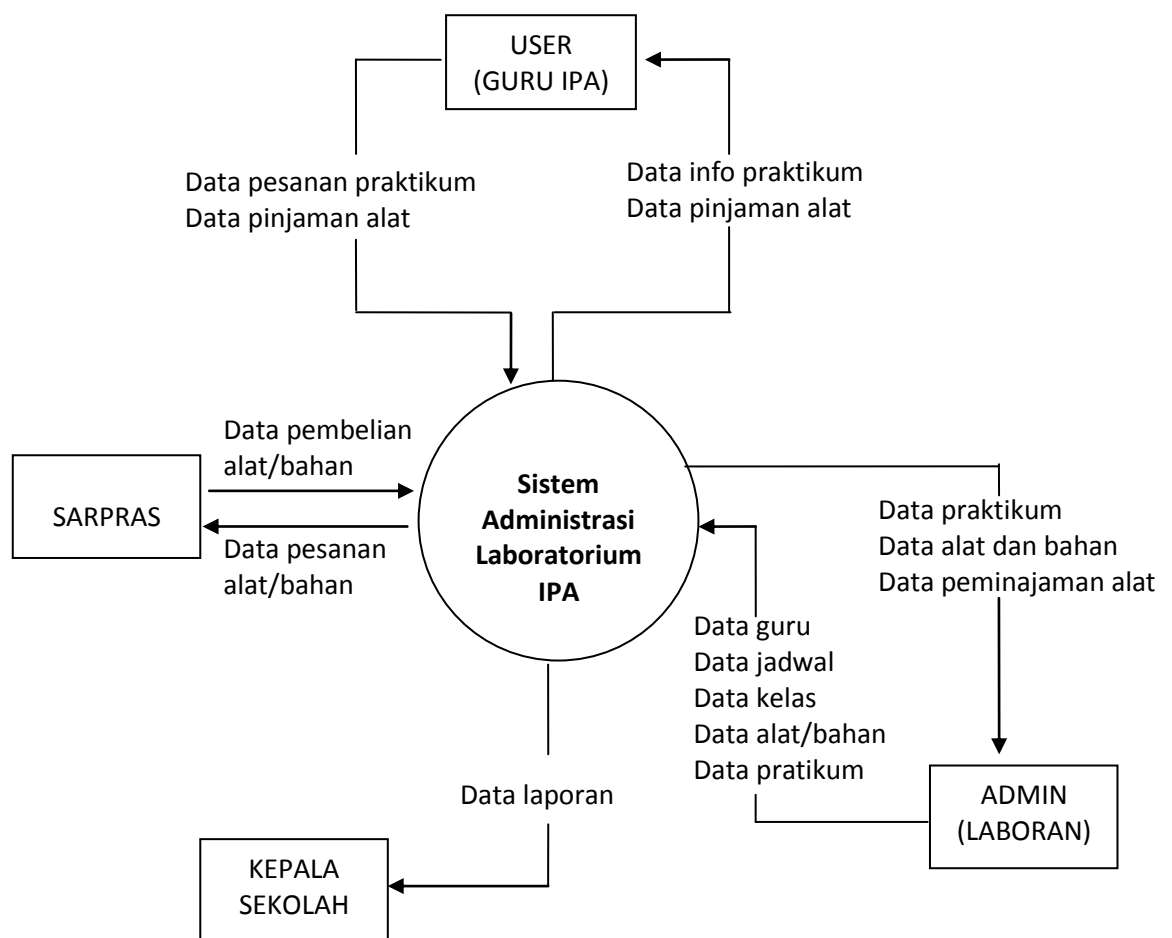 USER
(GURU IPA)
Data pesanan praktikum
Data pinjaman alat
Data info praktikum
Data pinjaman alat
Data pembelian
alat/bahan
SARPRAS
Data pesanan
alat/bahan
Sistem
Administrasi
Laboratorium
IPA
Data praktikum
Data alat dan bahan
Data peminajaman alat
Data guru
Data jadwal
Data kelas
Data alat/bahan
Data pratikum
ADMIN
(LABORAN)
Data laporan
KEPALA
SEKOLAH